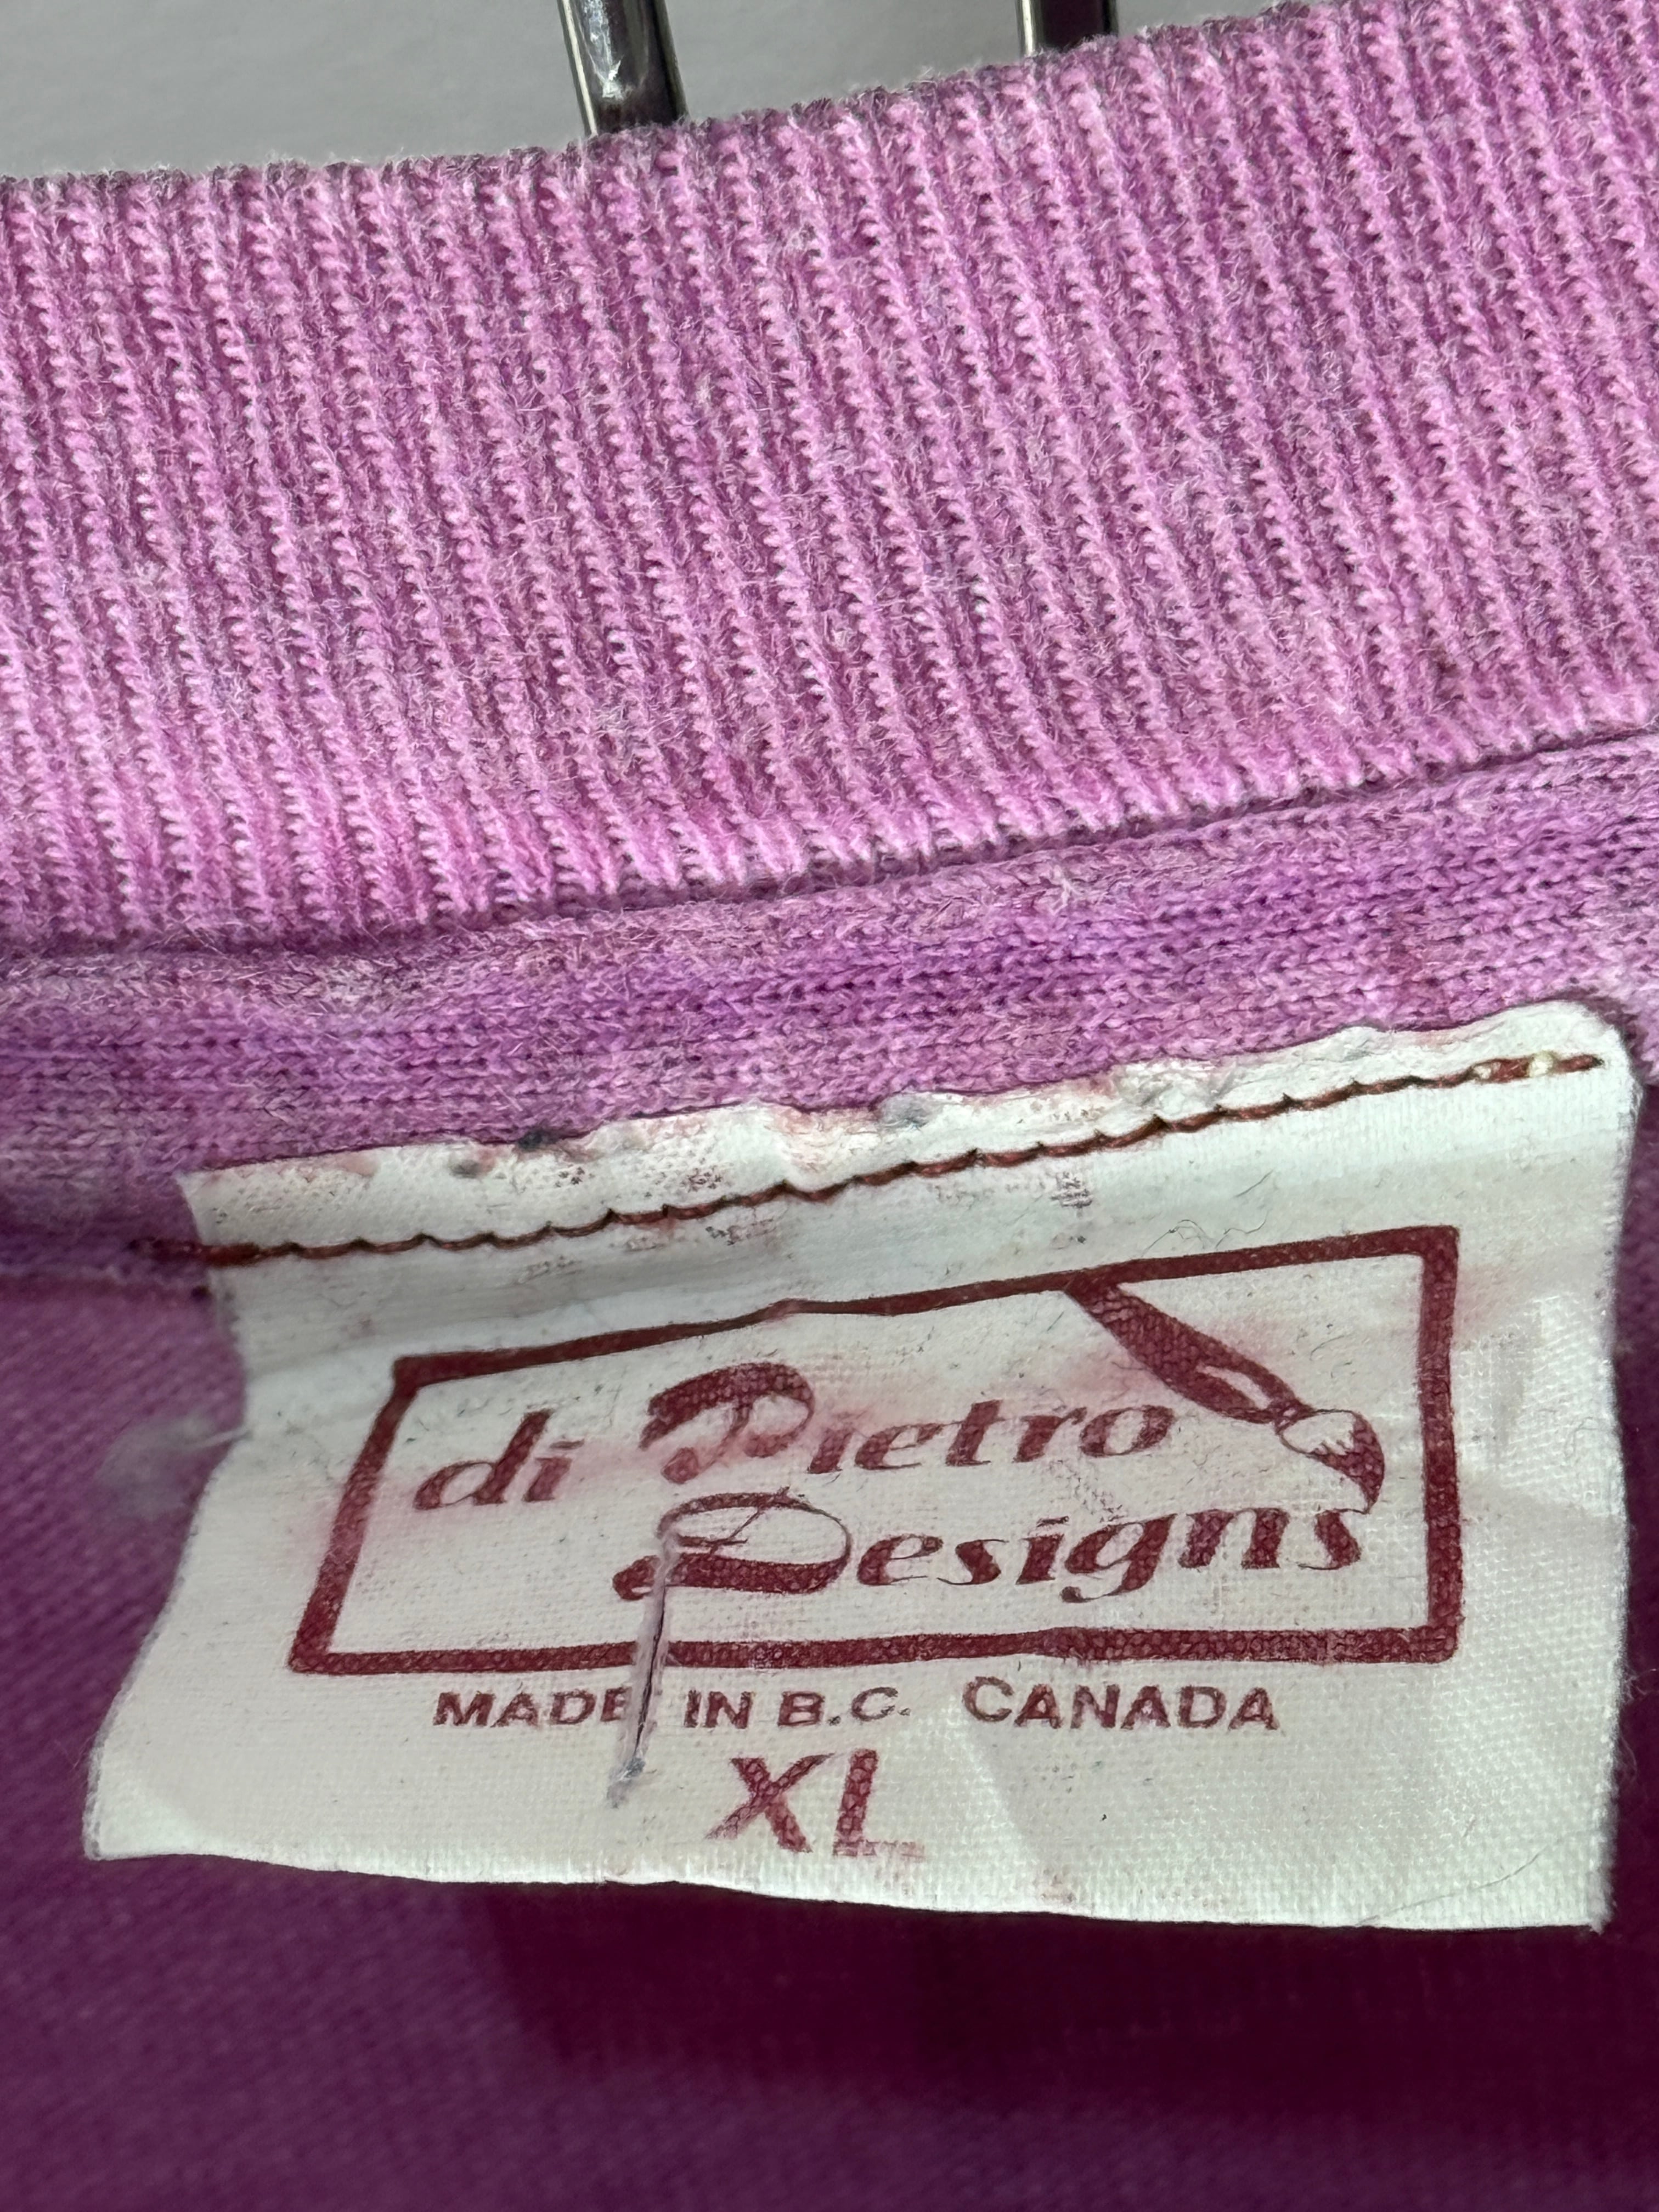 di Pietro
Designs
MADE IN B.C. CANADA
XL